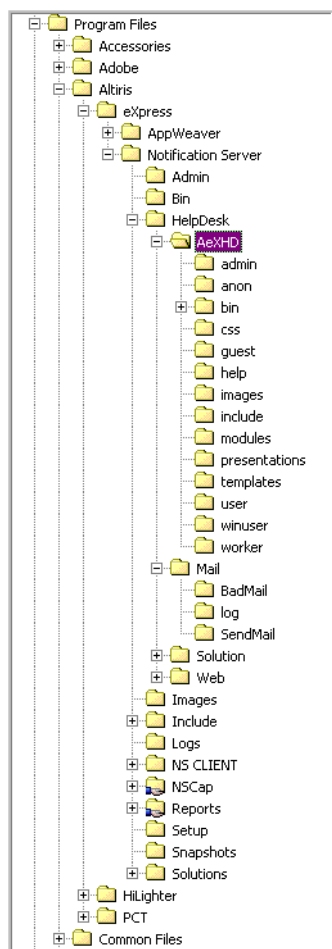 Program Files
Accessories
Adobe
Altiris
eXpress
AppWeaver
Notification Server
Admin
Bin
HelpDesk
AeXHD
admin
anon
bin
css
guest
help
images
include
modules
presentations
templates
user
winuser
worker
Mail
BadMail
log
SendMail
Solution
Web
Images
Include
Logs
NS CLIENT
NSCap
Reports
Setup
Snapshots
Solutions
HiLighter
PCT
Common Files